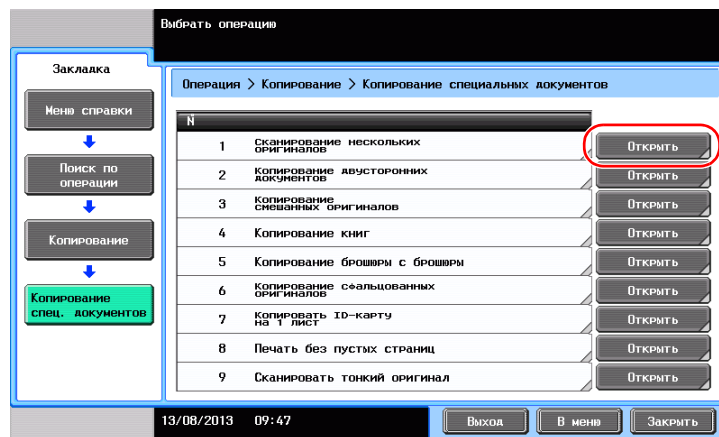 Выбрать операцию
Закладка
Операция > Копирование > Копирование специальных документов
Меню справки
Поиск по
операции
Копирование
Копирование
спец. документов
№
1 Сканирование нескольких
оригиналов
Открыть
2 Копирование двусторонних
документов
Открыть
3 Копирование
смешанных оригиналов
Открыть
4 Копирование книг
Открыть
5 Копирование брошюры с брошюры
Открыть
6 Копирование сфальцованных
оригиналов
Открыть
7 Копировать ID-карту
на 1 лист
Открыть
8 Печать без пустых страниц
Открыть
9 Сканировать тонкий оригинал
Открыть
13/08/2013 09:47
Выход
В меню
Закрыть